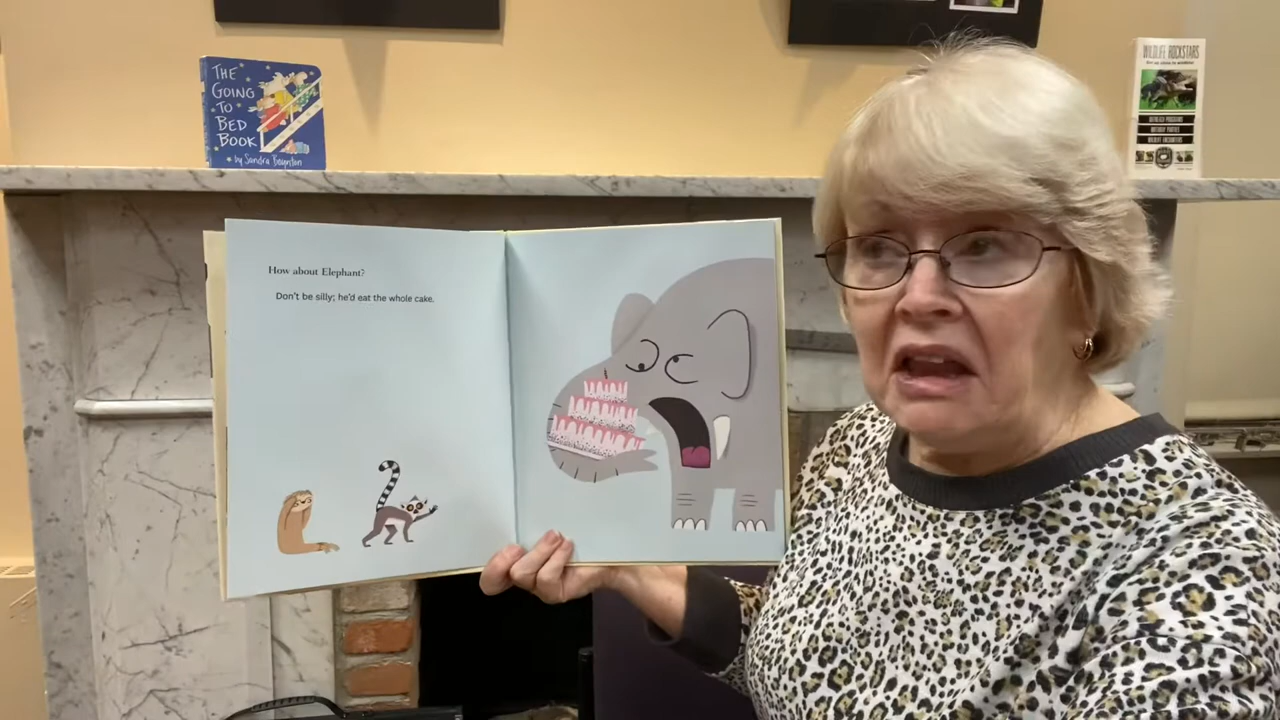 THE
GOING
TO
BED
BOOK
by Sandra Boynton
WILDLIFE ROCKSTARS
How about Elephant?
Don't be silly; he'd eat the whole cake.